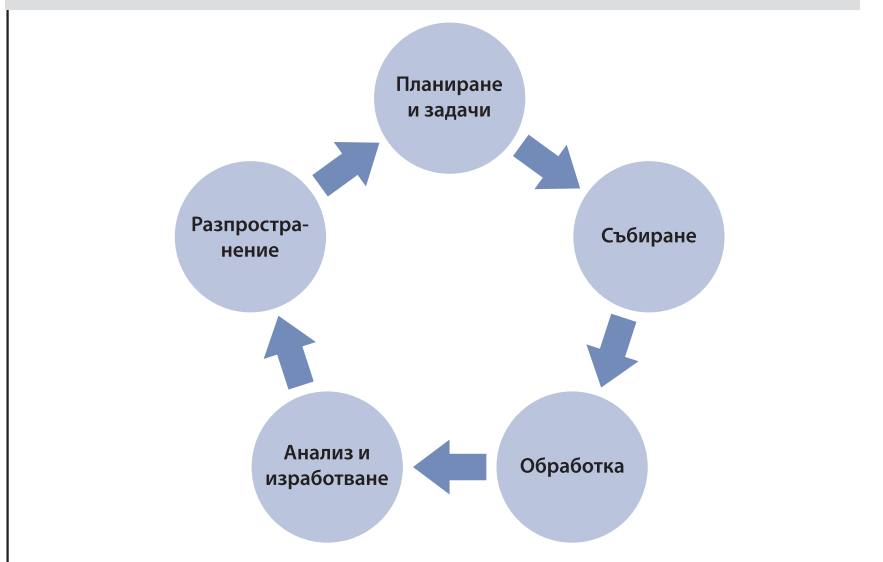 Планиране
и задачи
Събиране
Обработка
Анализ и
изработване
Разпростра-
нение